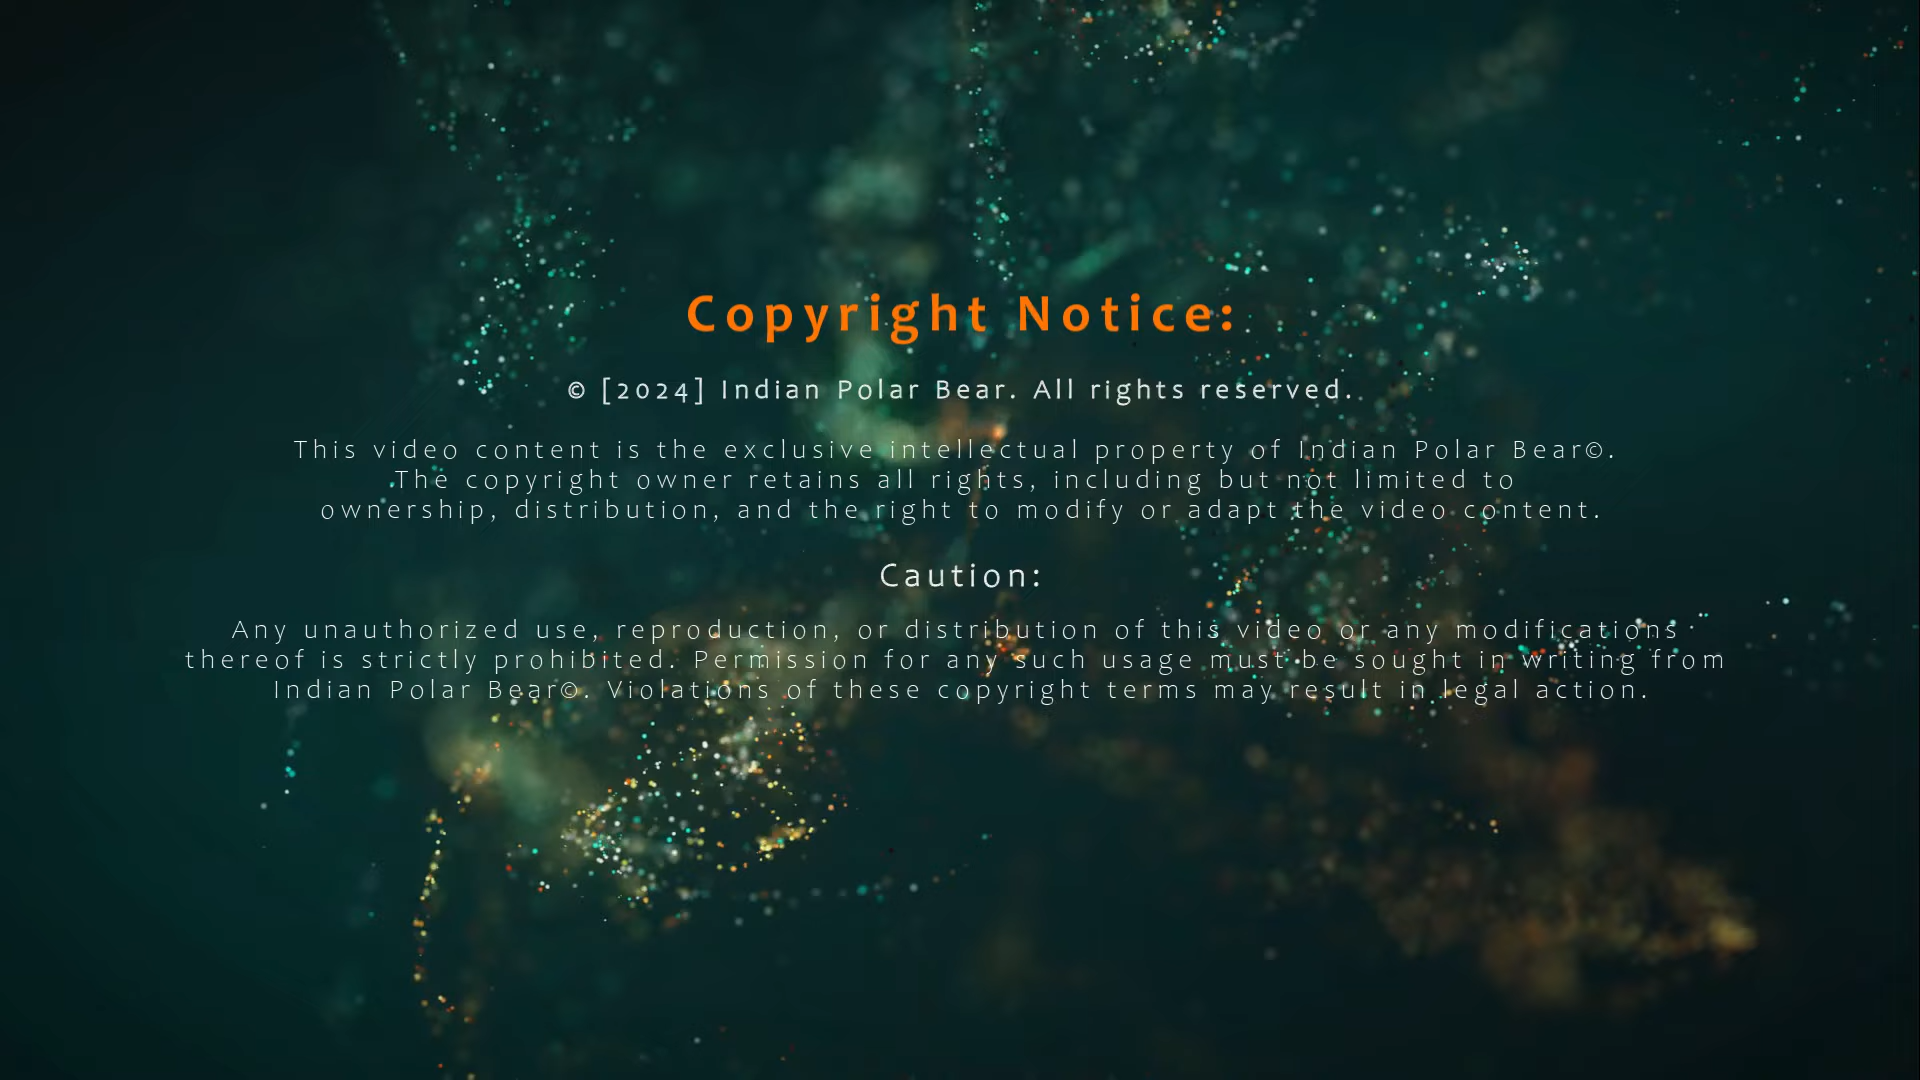 Copyright Notice:
© [2024] Indian Polar Bear. All rights reserved.
This video content is the exclusive intellectual property of Indian Polar Bear©.
The copyright owner retains all rights, including but not limited to
ownership, distribution, and the right to modify or adapt the video content.
Caution:
Any unauthorized use, reproduction, or distribution of this video or any modifications
thereof is strictly prohibited. Permission for any such usage must be sought in writing from
Indian Polar Bear©. Violations of these copyright terms may result in legal action.